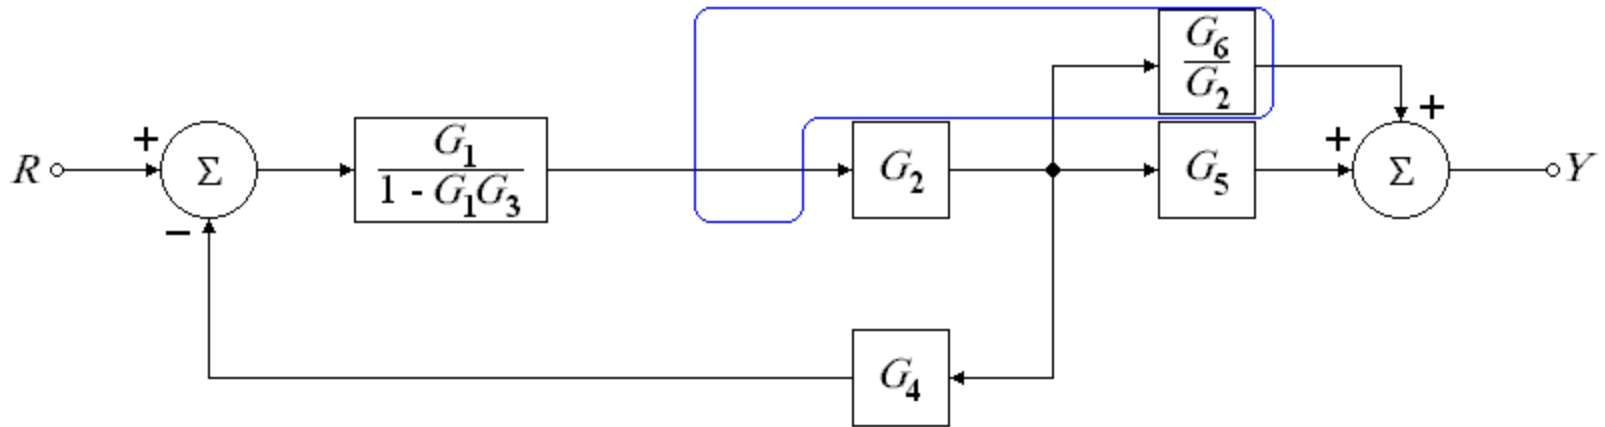 G₆
G₂
+
+
+
R
Σ
G₁
1 - G₁G₃
G₂
G₅
Σ
Y
−
G₄